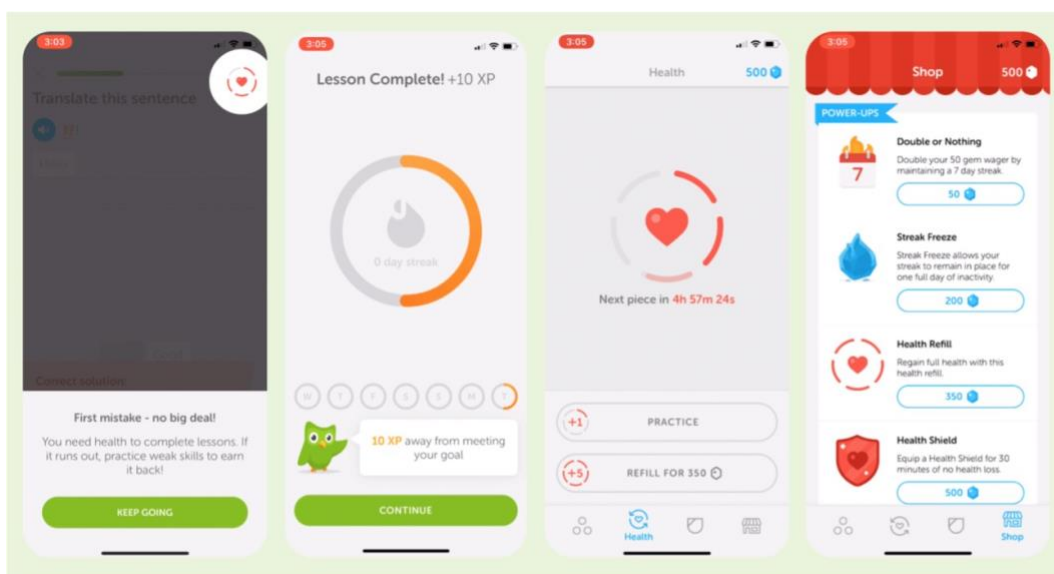 3:03
Translate this sentence
Correct solution:
First mistake - no big deal!
You need health to complete lessons. If
it runs out, practice weak skills to earn
it back!
KEEP GOING
3:05
Lesson Complete! +10 XP
0 day streak
W T F S S M T
10 XP away from meeting
your goal
CONTINUE
3:05
Health 500
Next piece in 4h 57m 24s
+1 PRACTICE
+5 REFILL FOR 350
Health
3:05
Shop 500
POWER-UPS
7
Double or Nothing
Double your 50 gem wager by
maintaining a 7 day streak.
50
Streak Freeze
Streak Freeze allows your
streak to remain in place for
one full day of inactivity.
200
Health Refill
Regain full health with this
health refill.
350
Health Shield
Equip a Health Shield for 30
minutes of no health loss.
500
Shop